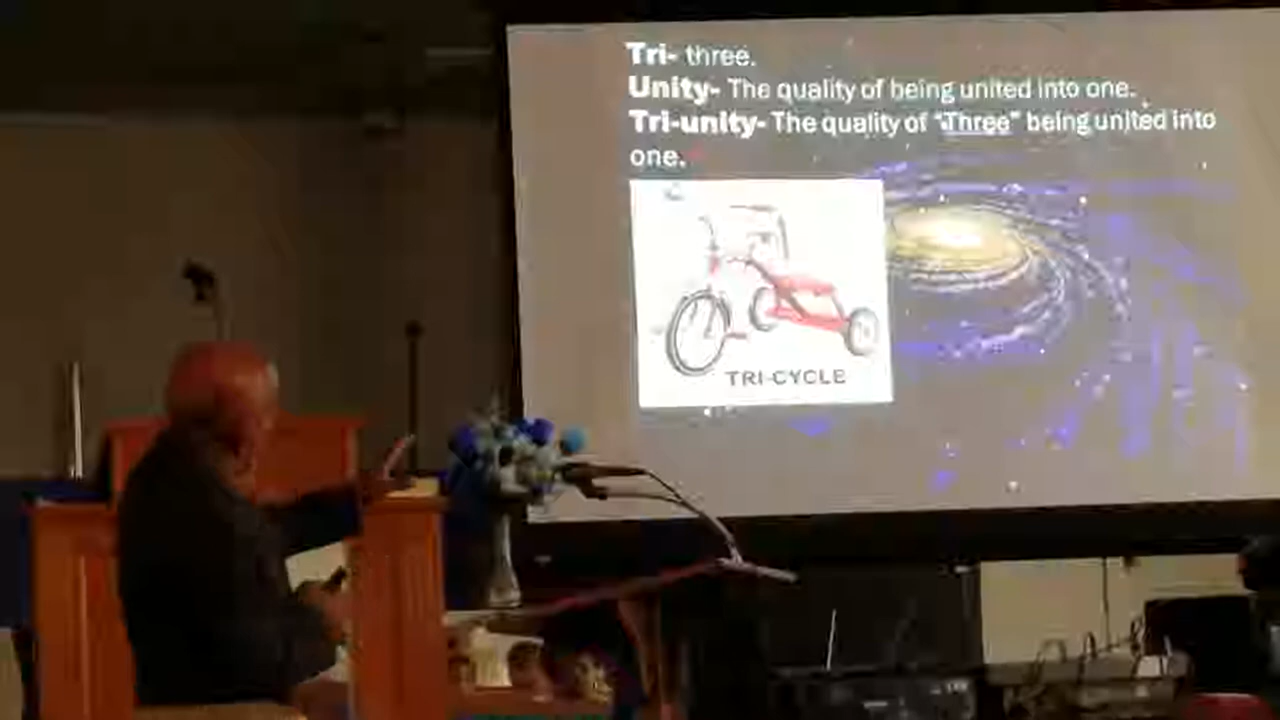 Tri- three.
Unity- The quality of being united into one.
Tri-unity- The quality of "Three" being united into
one.
TRI-CYCLE